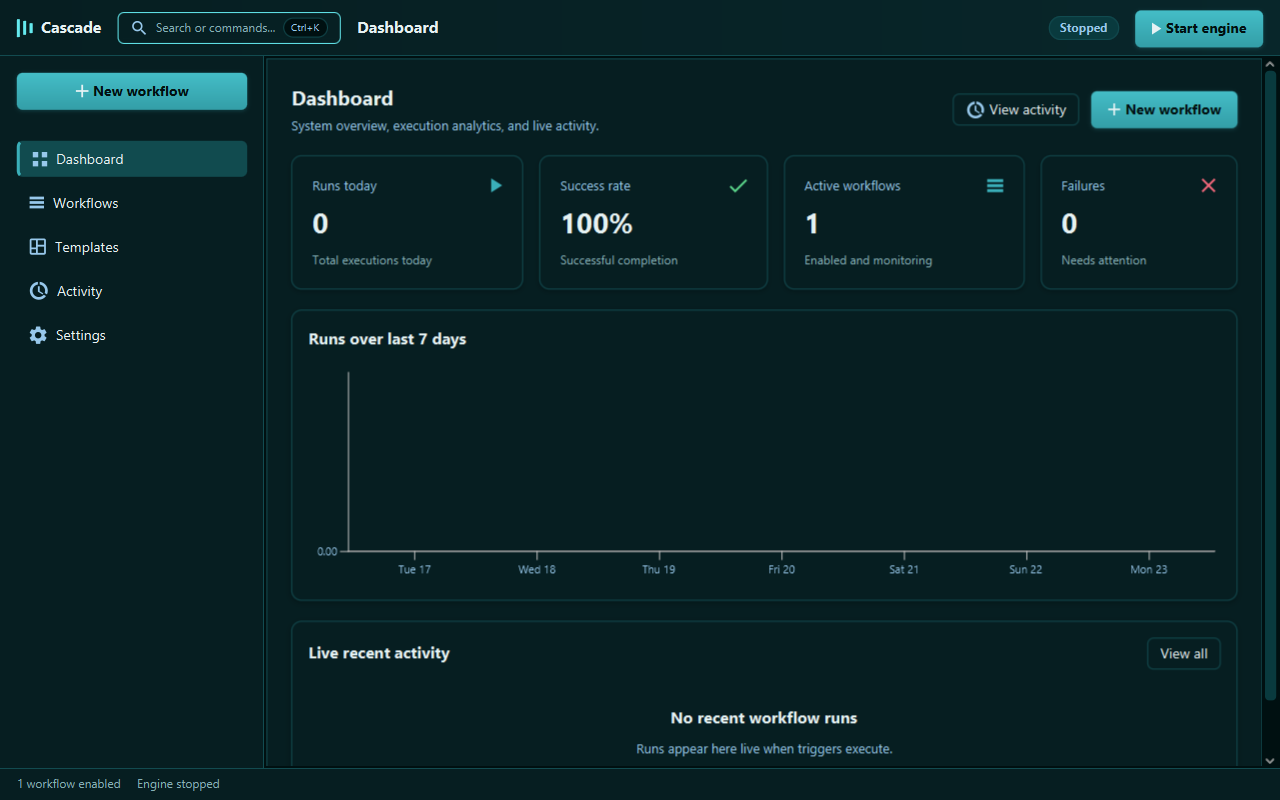 Cascade
Search or commands...
Ctrl+K
Dashboard
Stopped
Start engine
New workflow
Dashboard
Workflows
Templates
Activity
Settings
Dashboard
System overview, execution analytics, and live activity.
View activity
New workflow
Runs today
0
Total executions today
Success rate
100%
Successful completion
Active workflows
1
Enabled and monitoring
Failures
0
Needs attention
Runs over last 7 days
0.00
Tue 17
Wed 18
Thu 19
Fri 20
Sat 21
Sun 22
Mon 23
Live recent activity
View all
No recent workflow runs
Runs appear here live when triggers execute.
1 workflow enabled
Engine stopped